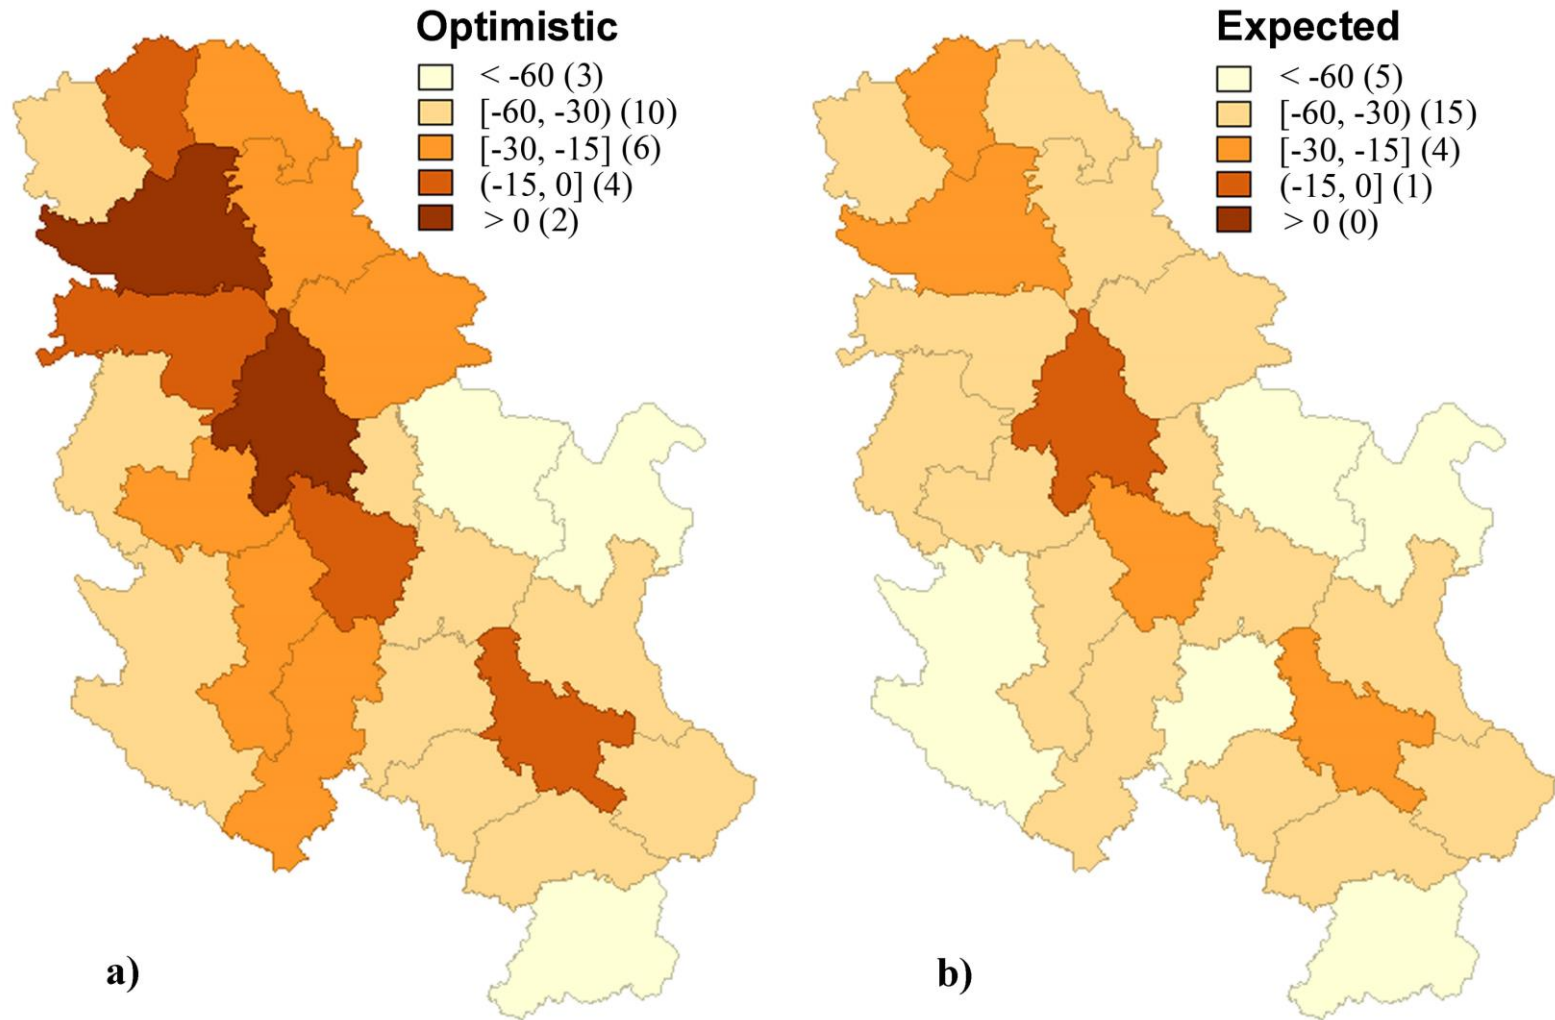 Optimistic
< -60 (3)
[-60, -30) (10)
[-30, -15] (6)
(-15, 0] (4)
> 0 (2)
a)
Expected
< -60 (5)
[-60, -30) (15)
[-30, -15] (4)
(-15, 0] (1)
> 0 (0)
b)